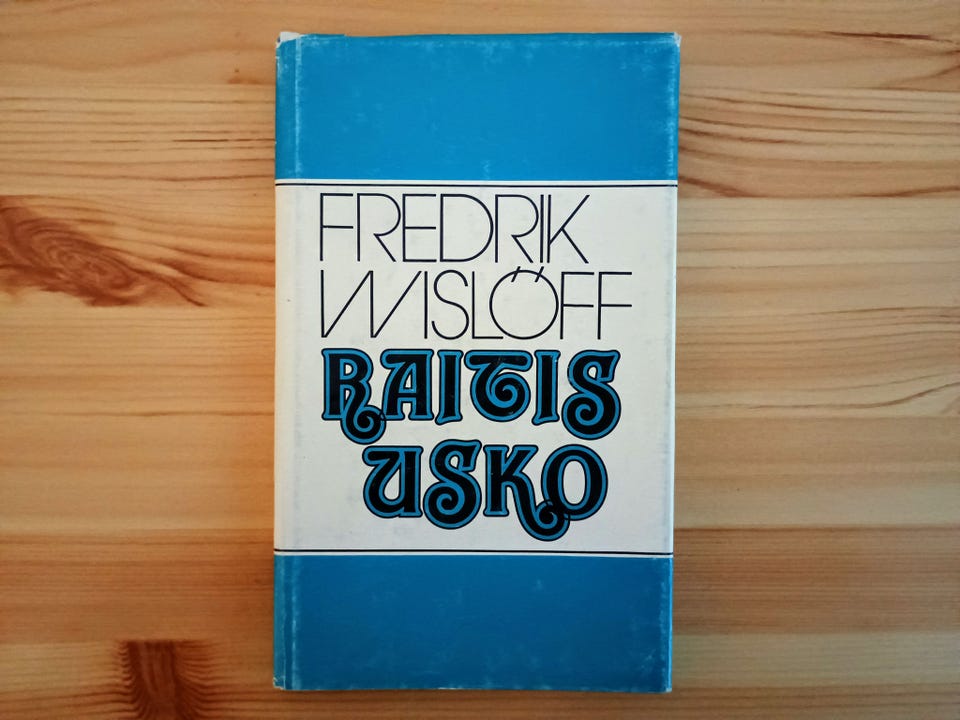 FREDRIK
WISLÖFF
RAITIS
USKO